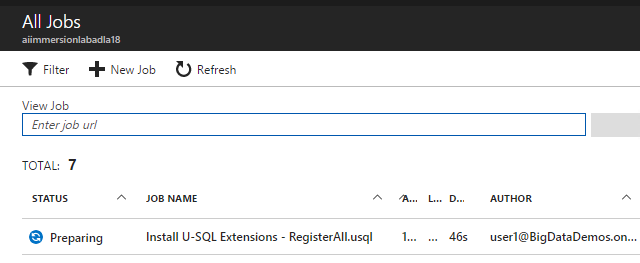 All Jobs
aiimmersionlabadla18
Filter New Job Refresh
View Job
Enter job url
TOTAL: 7
STATUS JOB NAME A... L... D... AUTHOR
Preparing Install U-SQL Extensions - RegisterAll.usql 1... ... 46s user1@BigDataDemos.on...